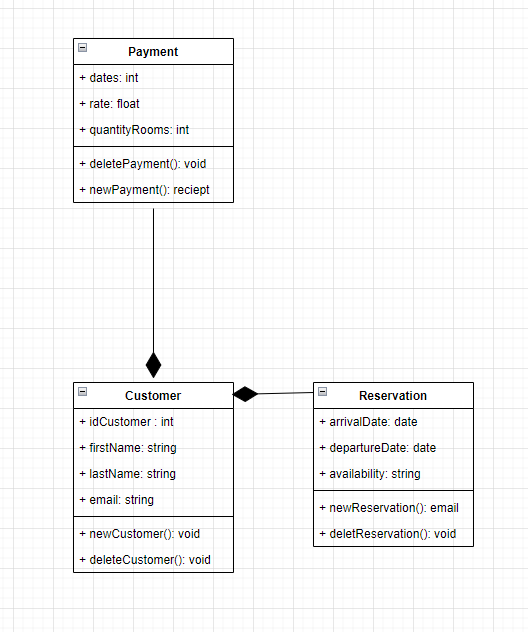 Payment
+ dates: int
+ rate: float
+ quantityRooms: int
+ deletePayment(): void
+ newPayment(): reciept
Customer
+ idCustomer : int
+ firstName: string
+ lastName: string
+ email: string
+ newCustomer(): void
+ deleteCustomer(): void
Reservation
+ arrivalDate: date
+ departureDate: date
+ availability: string
+ newReservation(): email
+ deletReservation(): void